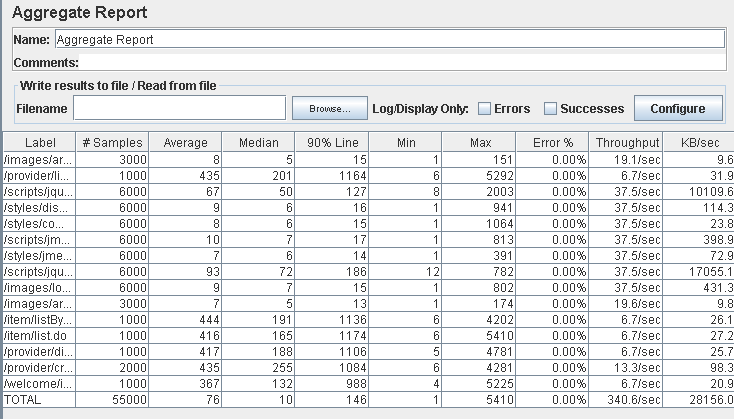 Aggregate Report
Name: Aggregate Report
Comments:
Write results to file / Read from file
Filename Browse... Log/Display Only: Errors Successes Configure
Label # Samples Average Median 90% Line Min Max Error % Throughput KB/sec
/images/ar... 3000 8 5 15 1 151 0.00% 19.1/sec 9.6
/provider/li... 1000 435 201 1164 6 5292 0.00% 6.7/sec 31.9
/scripts/jqu... 6000 67 50 127 8 2003 0.00% 37.5/sec 10109.6
/styles/dis... 6000 9 6 16 1 941 0.00% 37.5/sec 114.3
/styles/co... 6000 8 6 15 1 1064 0.00% 37.5/sec 23.8
/scripts/jm... 6000 10 7 17 1 813 0.00% 37.5/sec 398.9
/styles/jme... 6000 7 6 14 1 391 0.00% 37.5/sec 72.9
/scripts/jqu... 6000 93 72 186 12 782 0.00% 37.5/sec 17055.1
/images/lo... 6000 9 7 15 1 802 0.00% 37.5/sec 431.3
/images/ar... 3000 7 5 13 1 174 0.00% 19.6/sec 9.8
/item/listBy... 1000 444 191 1136 6 4202 0.00% 6.7/sec 26.1
/item/list.do 1000 416 165 1174 6 5410 0.00% 6.7/sec 27.2
/provider/di... 1000 417 188 1106 5 4781 0.00% 6.7/sec 25.7
/provider/cr... 2000 435 255 1084 6 4281 0.00% 13.3/sec 98.3
/welcome/i... 1000 367 132 988 4 5225 0.00% 6.7/sec 20.9
TOTAL 55000 76 10 146 1 5410 0.00% 340.6/sec 28156.0